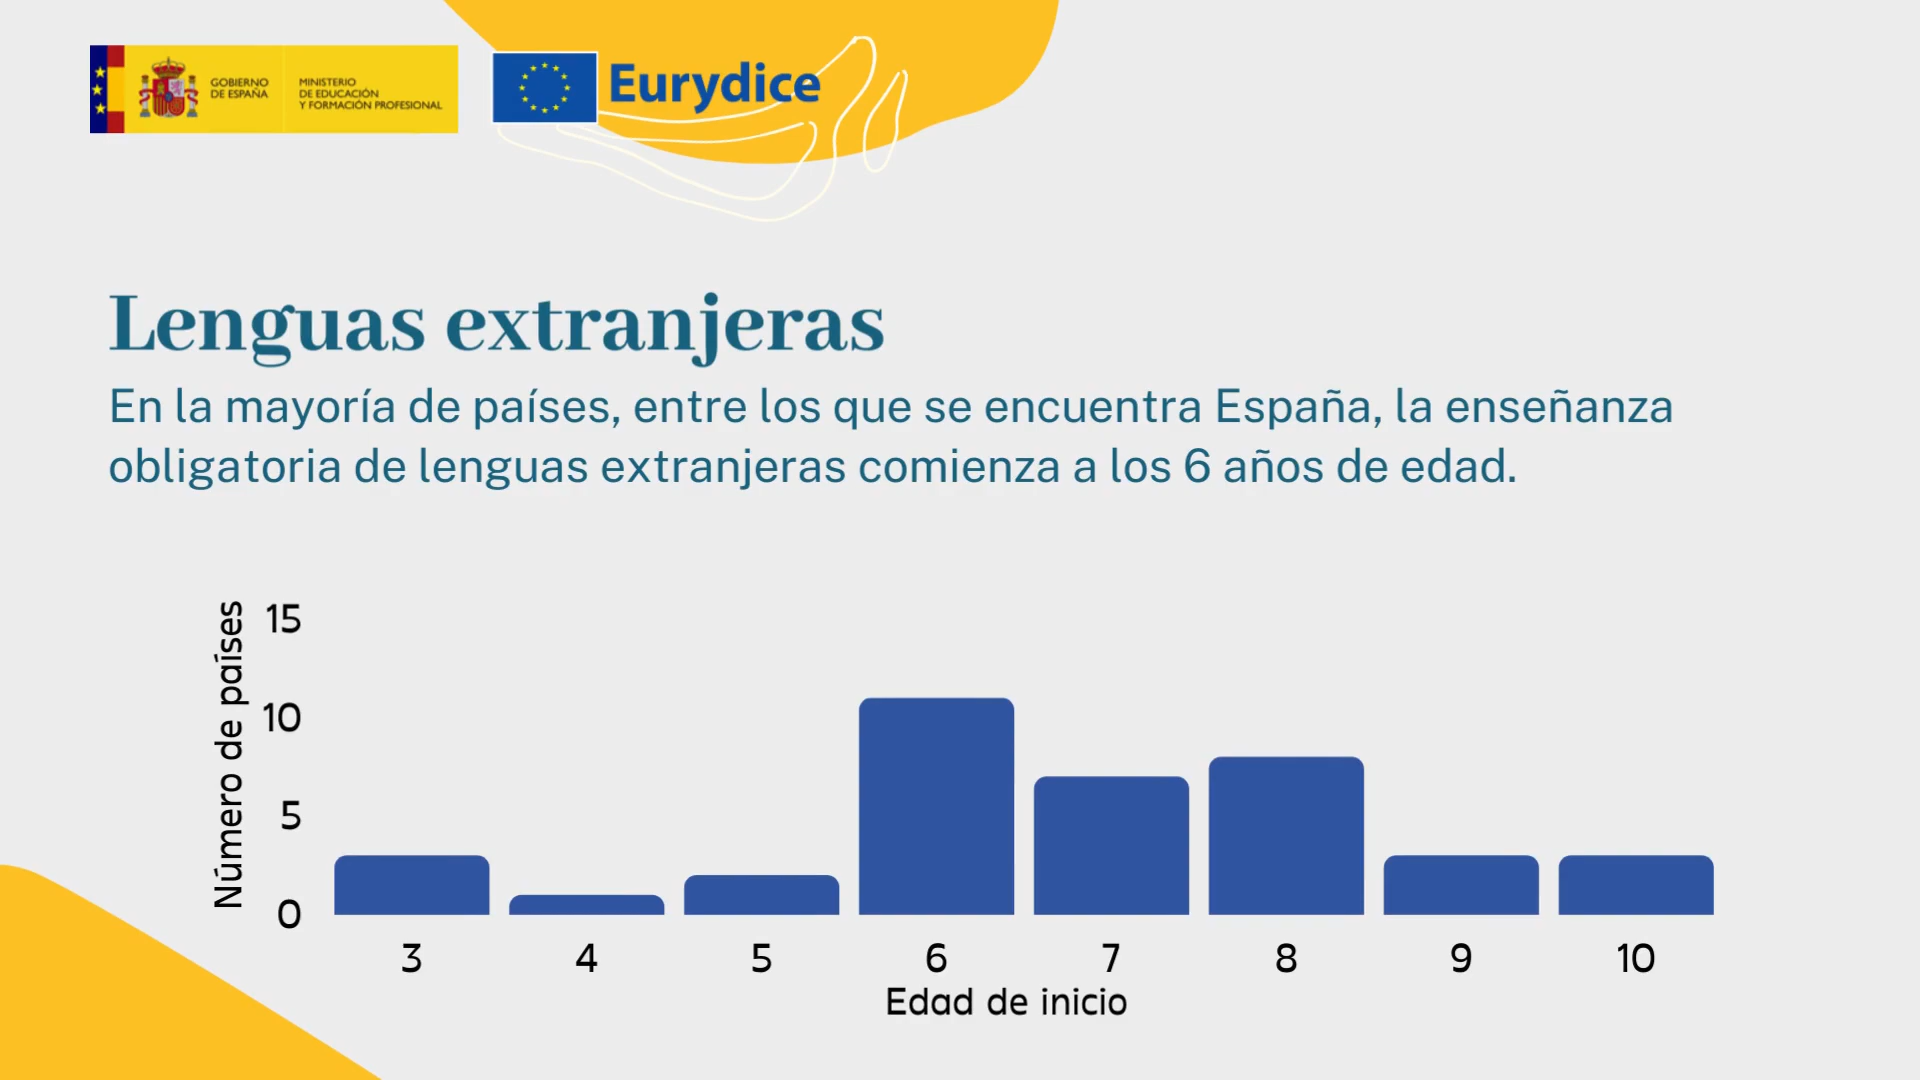 GOBIERNO
DE ESPAÑA
MINISTERIO
DE EDUCACIÓN
Y FORMACIÓN PROFESIONAL
Eurydice
Lenguas extranjeras
En la mayoría de países, entre los que se encuentra España, la enseñanza
obligatoria de lenguas extranjeras comienza a los 6 años de edad.
Número de países
15
10
5
0
3 4 5 6 7 8 9 10
Edad de inicio